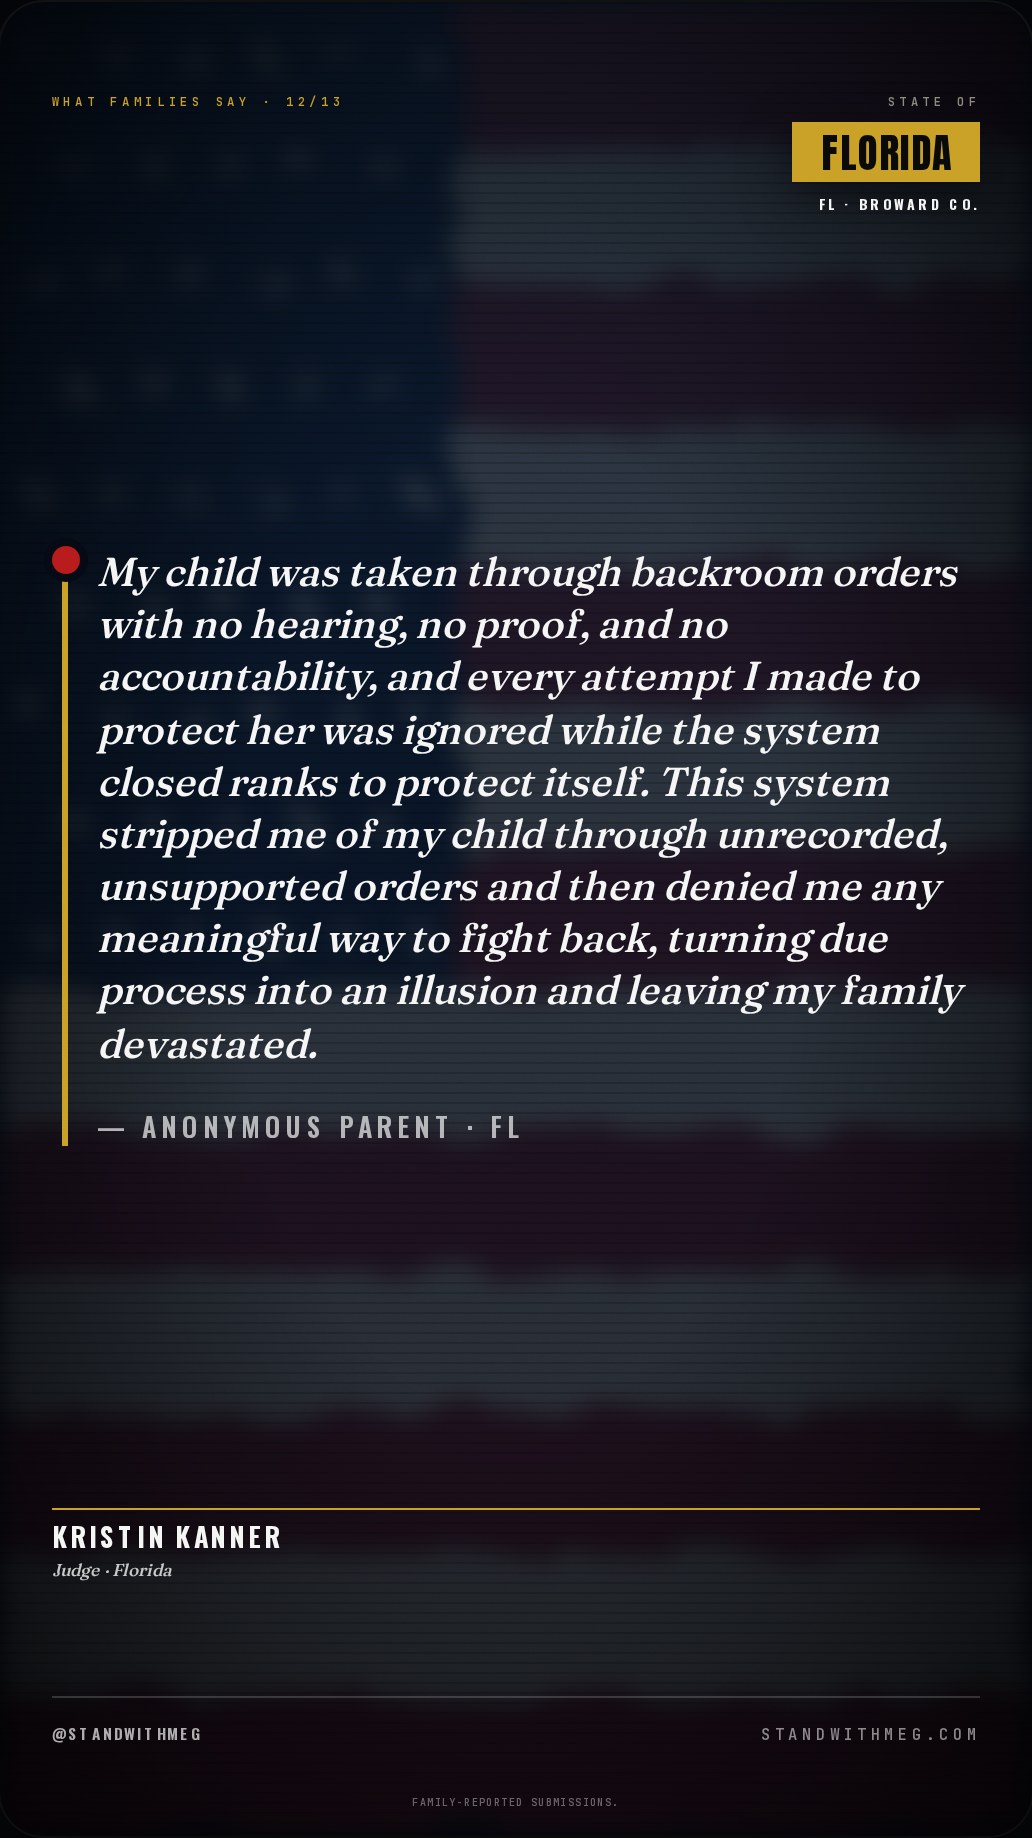 WHAT FAMILIES SAY · 12/13
STATE OF
FLORIDA
FL · BROWARD CO.
My child was taken through backroom orders
with no hearing, no proof, and no
accountability, and every attempt I made to
protect her was ignored while the system
closed ranks to protect itself. This system
stripped me of my child through unrecorded,
unsupported orders and then denied me any
meaningful way to fight back, turning due
process into an illusion and leaving my family
devastated.
— ANONYMOUS PARENT · FL
KRISTIN KANNER
Judge · Florida
@STANDWITHMEG
STANDWITHMEG.COM
FAMILY-REPORTED SUBMISSIONS.